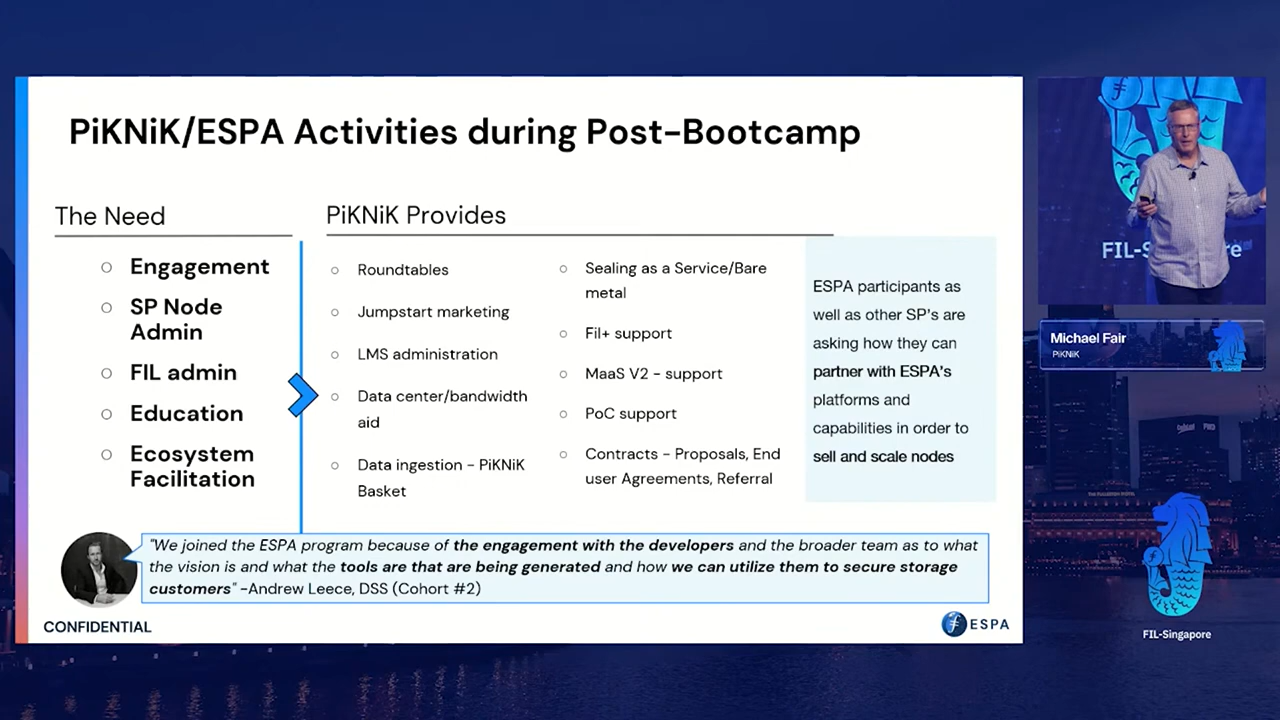 PiKNiK/ESPA Activities during Post-Bootcamp
The Need
Engagement
SP Node
Admin
FIL admin
Education
Ecosystem
Facilitation
PiKNiK Provides
Roundtables
Jumpstart marketing
LMS administration
Data center/bandwidth
aid
Data ingestion - PiKNiK
Basket
Sealing as a Service/Bare
metal
Fil+ support
MaaS V2 - support
PoC support
Contracts - Proposals, End
user Agreements, Referral
ESPA participants as
well as other SP's are
asking how they can
partner with ESPA's
platforms and
capabilities in order to
sell and scale nodes
"We joined the ESPA program because of the engagement with the developers and the broader team as to what
the vision is and what the tools are that are being generated and how we can utilize them to secure storage
customers" -Andrew Leece, DSS (Cohort #2)
CONFIDENTIAL
ESPA
FIL-S re
Michael Fair
PiKNiK
THE FULLERTON HOTEL
FIL-Singapore